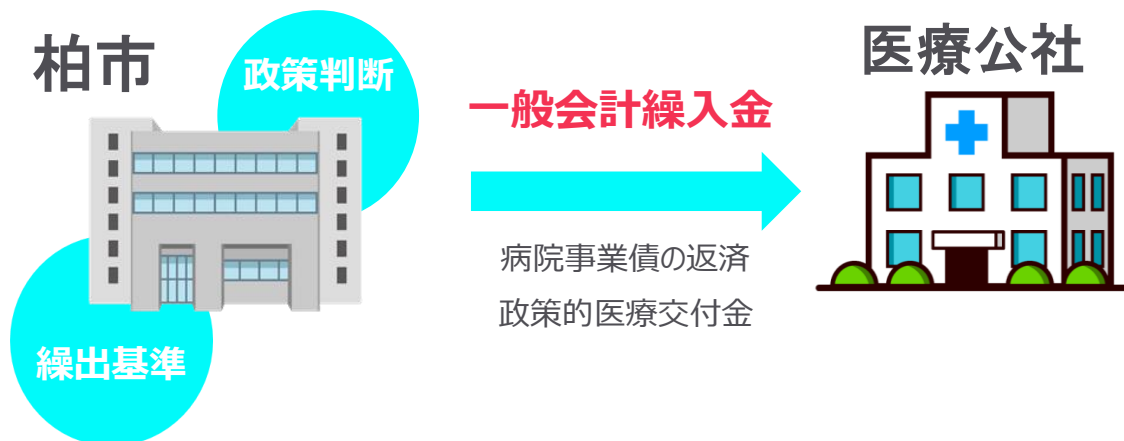 柏市
政策判断
繰出基準
一般会計繰入金
病院事業債の返済
政策的医療交付金
医療公社